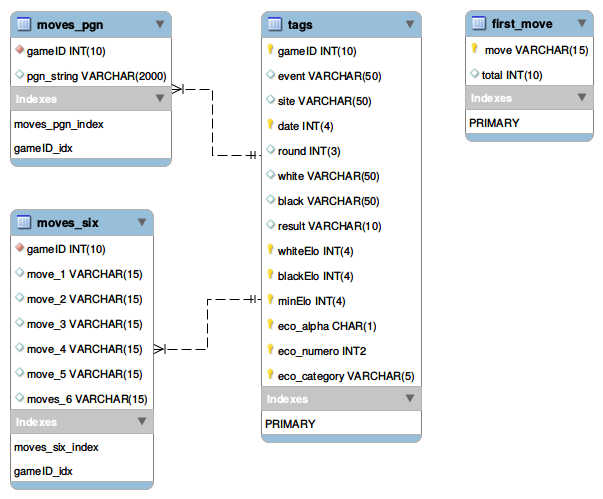 moves_pgn
gameID INT(10)
pgn_string VARCHAR(2000)
Indexes
moves_pgn_index
gameID_idx
tags
gameID INT(10)
event VARCHAR(50)
site VARCHAR(50)
date INT(4)
round INT(3)
white VARCHAR(50)
black VARCHAR(50)
result VARCHAR(10)
whiteElo INT(4)
blackElo INT(4)
minElo INT(4)
eco_alpha CHAR(1)
eco_numero INT2
eco_category VARCHAR(5)
Indexes
PRIMARY
first_move
move VARCHAR(15)
total INT(10)
Indexes
PRIMARY
moves_six
gameID INT(10)
move_1 VARCHAR(15)
move_2 VARCHAR(15)
move_3 VARCHAR(15)
move_4 VARCHAR(15)
move_5 VARCHAR(15)
moves_6 VARCHAR(15)
Indexes
moves_six_index
gameID_idx